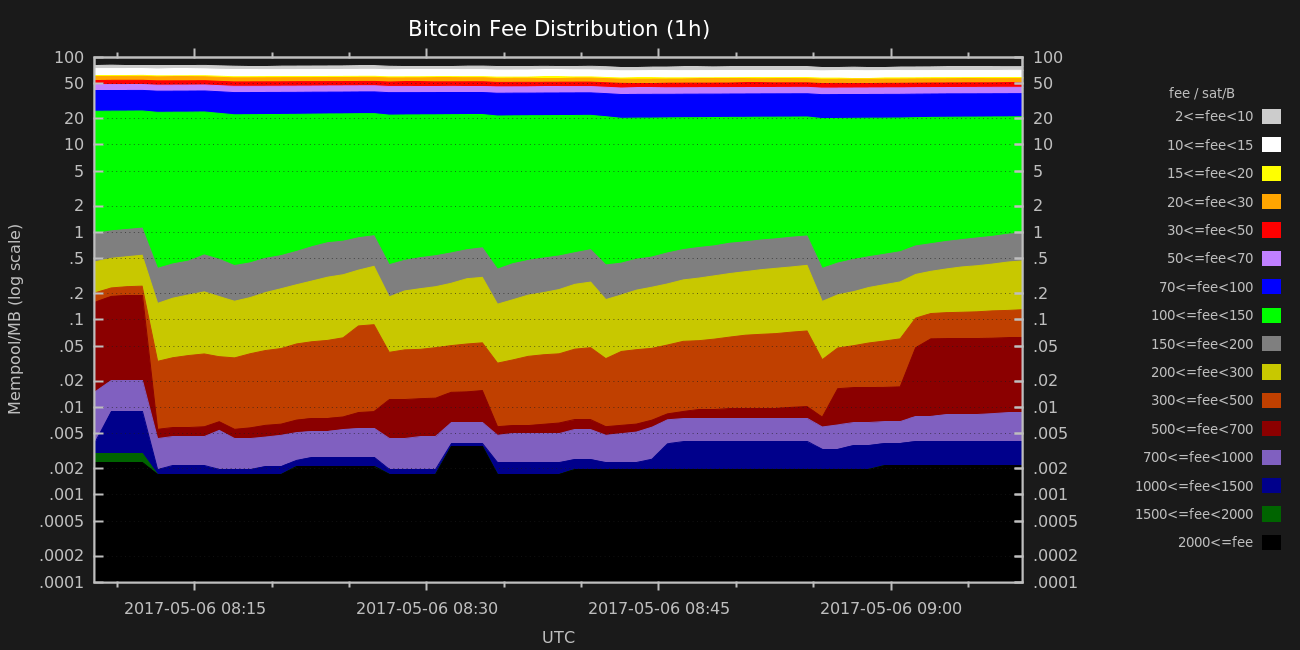 Bitcoin Fee Distribution (1h)
Mempool/MB (log scale)
100
50
20
10
5
2
1
.5
.2
.1
.05
.02
.01
.005
.002
.001
.0005
.0002
.0001
100
50
20
10
5
2
1
.5
.2
.1
.05
.02
.01
.005
.002
.001
.0005
.0002
.0001
2017-05-06 08:15 2017-05-06 08:30 2017-05-06 08:45 2017-05-06 09:00
UTC
fee / sat/B
2<=fee<10
10<=fee<15
15<=fee<20
20<=fee<30
30<=fee<50
50<=fee<70
70<=fee<100
100<=fee<150
150<=fee<200
200<=fee<300
300<=fee<500
500<=fee<700
700<=fee<1000
1000<=fee<1500
1500<=fee<2000
2000<=fee